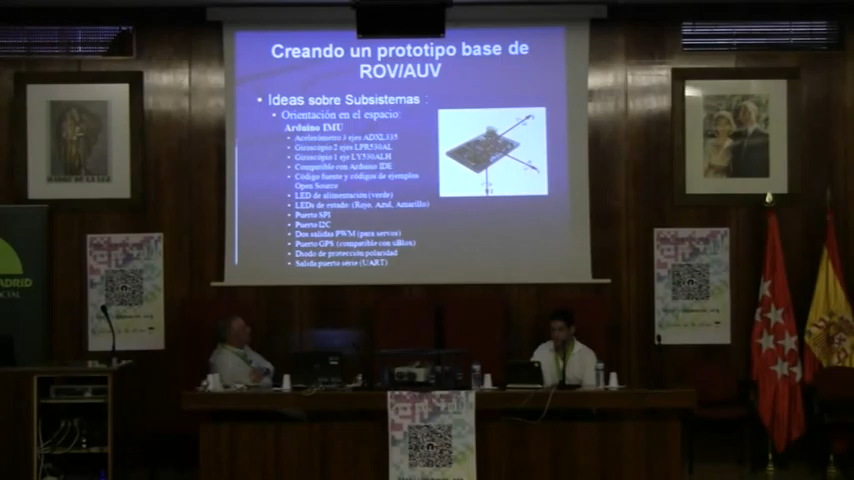 Creando un prototipo base de
ROV/AUV
• Ideas sobre Subsistemas :
• Orientación en el espacio:
Arduino IMU
• Acelerómetro 3 ejes ADXL335
• Giroscópio 2 ejes LPR530AL
• Giroscópio 1 eje LY530ALH
• Compatible con Arduino IDE
• Código fuente y códigos de ejemplos
Open Source
• LED de alimentación (verde)
• LEDs de estado: (Rojo, Azul, Amarillo)
• Puerto SPI
• Puerto I2C
• Dos salidas PWM (para servos)
• Puerto GPS (compatible con uBlox)
• Diodo de protección polaridad
• Salida puerto serie (UART)